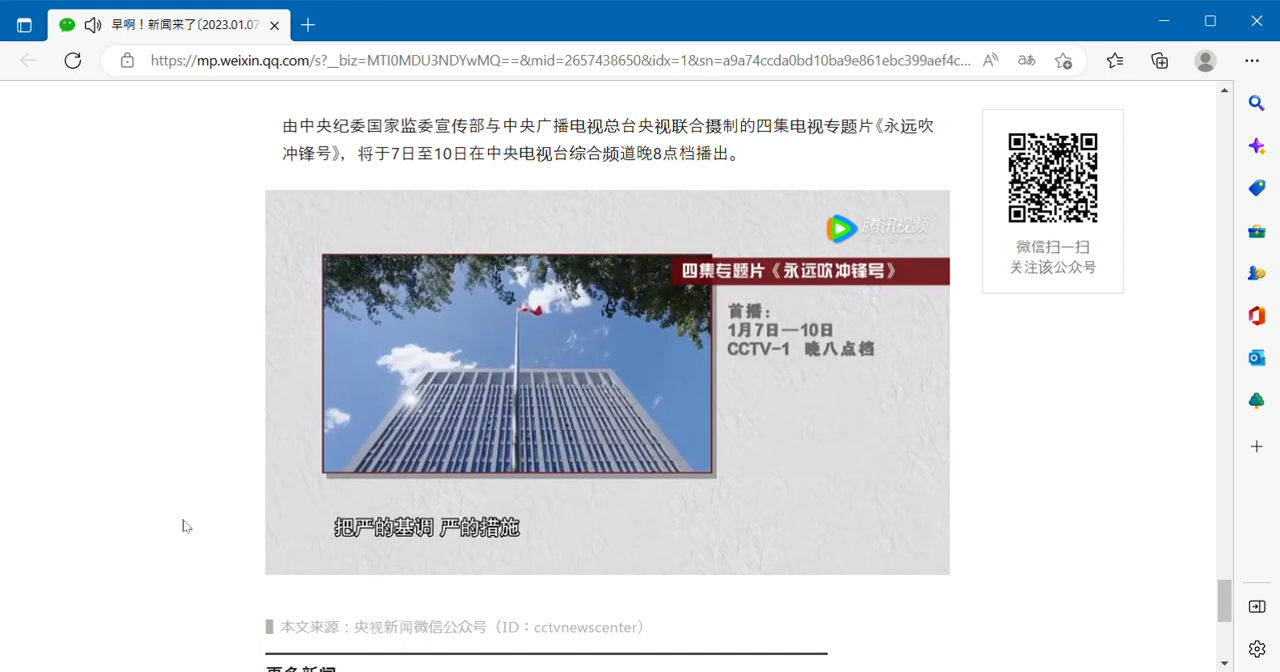 早啊！新闻来了〔2023.01.07
https://mp.weixin.qq.com/s?__biz=MTI0MDU3NDYwMQ==&mid=2657438650&idx=1&sn=a9a74ccda0bd10ba9e861ebc399aef4c...
由中央纪委国家监委宣传部与中央广播电视总台央视联合摄制的四集电视专题片《永远吹
冲锋号》，将于7日至10日在中央电视台综合频道晚8点档播出。
腾讯视频
四集专题片《永远吹冲锋号》
首播：
1月7日—10日
CCTV-1 晚八点档
把严的基调 严的措施
微信扫一扫
关注该公众号
本文来源：央视新闻微信公众号（ID：cctvnewscenter）
更多新闻